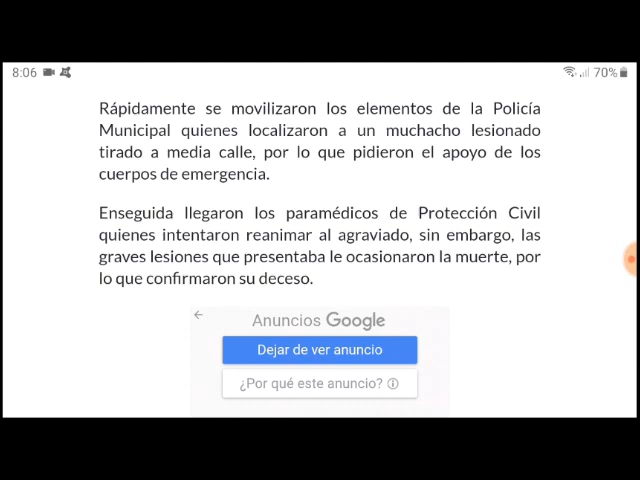 8:06
70%
Rápidamente se movilizaron los elementos de la Policía
Municipal quienes localizaron a un muchacho lesionado
tirado a media calle, por lo que pidieron el apoyo de los
cuerpos de emergencia.
Enseguida llegaron los paramédicos de Protección Civil
quienes intentaron reanimar al agraviado, sin embargo, las
graves lesiones que presentaba le ocasionaron la muerte, por
lo que confirmaron su deceso.
Anuncios Google
Dejar de ver anuncio
¿Por qué este anuncio?